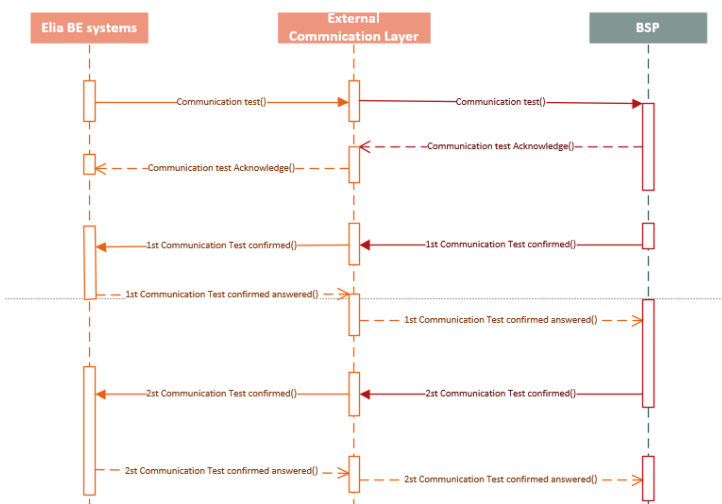 Elia BE systems
External
Commnication Layer
BSP
Communication test()
Communication test()
Communication test Acknowledge()
Communication test Acknowledge()
1st Communication Test confirmed()
1st Communication Test confirmed()
1st Communication Test confirmed answered()
1st Communication Test confirmed answered()
2st Communication Test confirmed()
2st Communication Test confirmed()
2st Communication Test confirmed answered()
2st Communication Test confirmed answered()